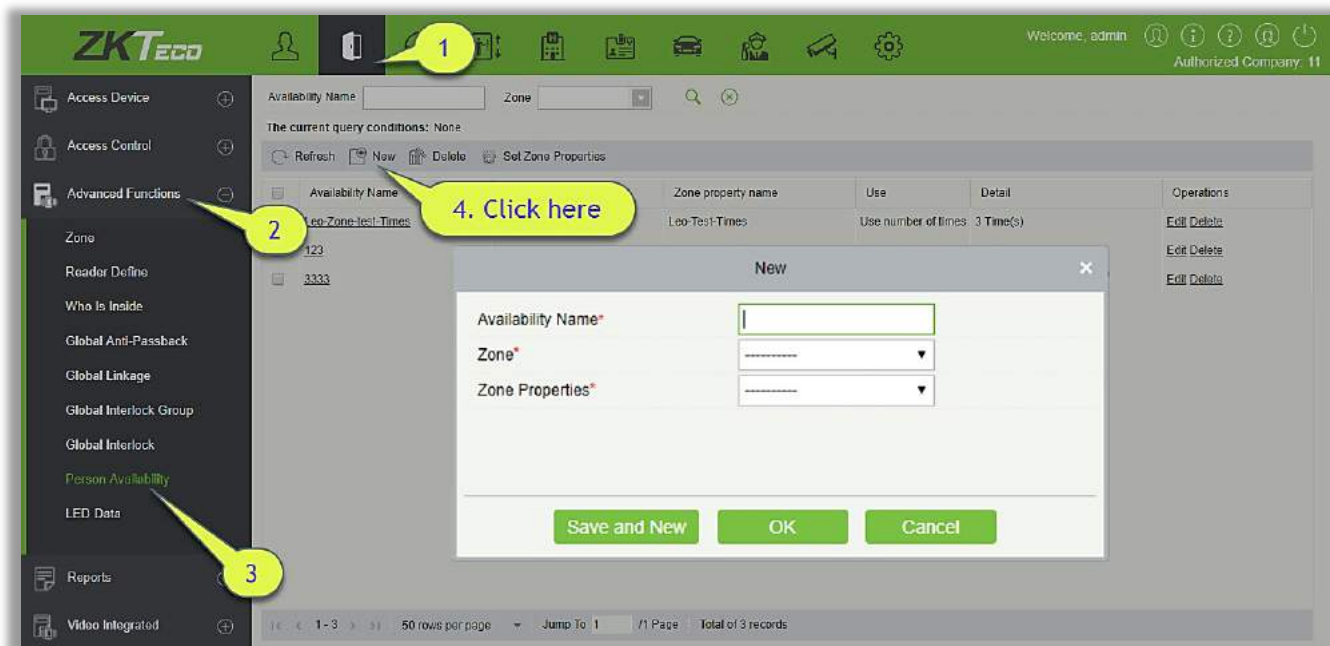 ZKTeco
Welcome, admin
Authorized Company: 11
1
Access Device
Access Control
Advanced Functions
2
Zone
Reader Define
Who Is Inside
Global Anti-Passback
Global Linkage
Global Interlock Group
Global Interlock
Person Availability
LED Data
3
Reports
Video Integrated
Availability Name Zone
The current query conditions: None
Refresh New Delete Set Zone Properties
4. Click here
Availability Name Zone property name Use Detail Operations
Leo-Zone-test-Times Leo-Test-Times Use number of times 3 Time(s) Edit Delete
123 Edit Delete
3333 Edit Delete
New
Availability Name*
Zone* ----------
Zone Properties* ----------
Save and New OK Cancel
1-3 50 rows per page Jump To 1 /1 Page Total of 3 records